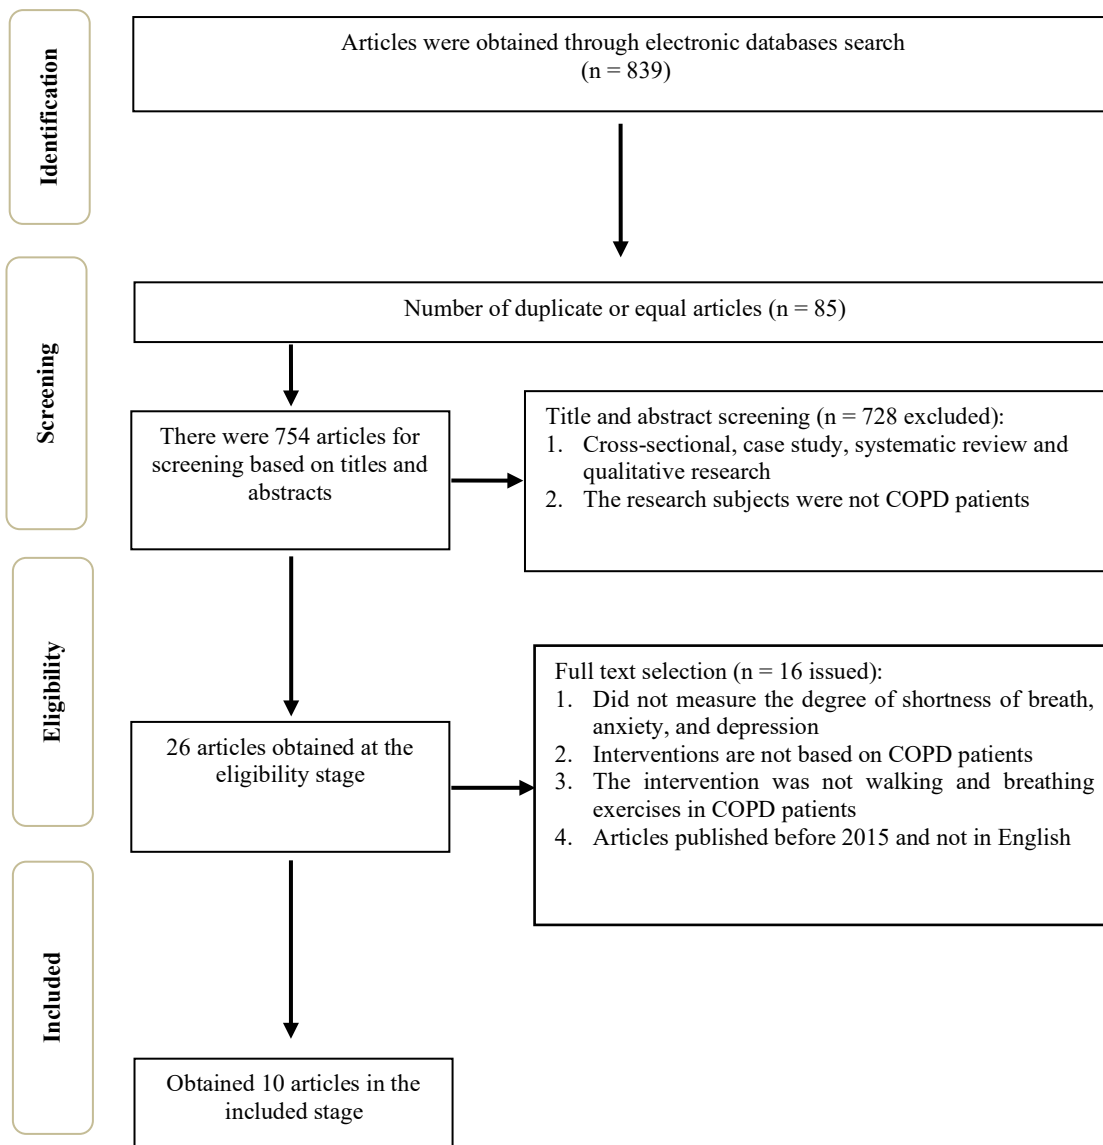 Identification
Articles were obtained through electronic databases search
(n = 839)
Screening
Number of duplicate or equal articles (n = 85)
There were 754 articles for
screening based on titles and
abstracts
Title and abstract screening (n = 728 excluded):
1. Cross-sectional, case study, systematic review and
qualitative research
2. The research subjects were not COPD patients
Eligibility
26 articles obtained at the
eligibility stage
Full text selection (n = 16 issued):
1. Did not measure the degree of shortness of breath,
anxiety, and depression
2. Interventions are not based on COPD patients
3. The intervention was not walking and breathing
exercises in COPD patients
4. Articles published before 2015 and not in English
Included
Obtained 10 articles in the
included stage